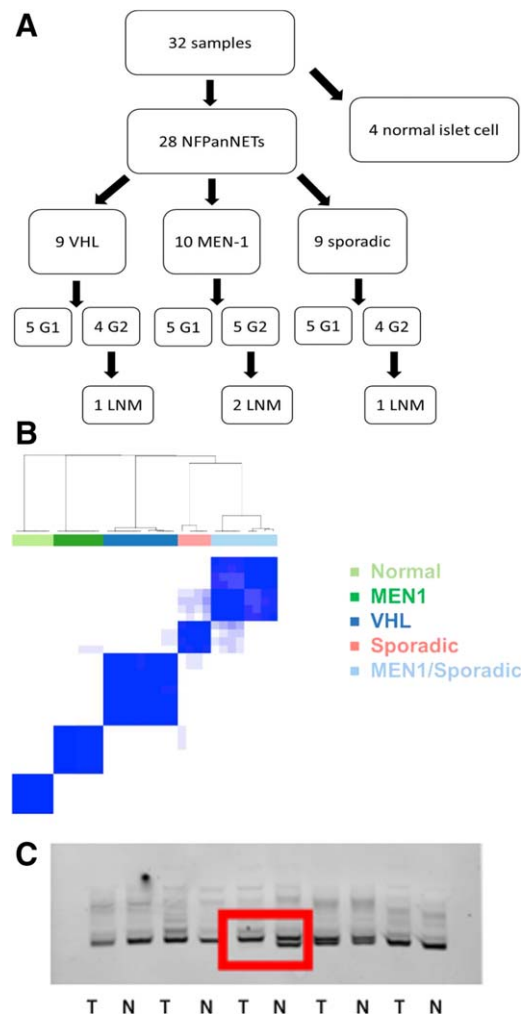 A
32 samples
28 NFPanNETs
4 normal islet cell
9 VHL
10 MEN-1
9 sporadic
5 G1
4 G2
5 G1
5 G2
5 G1
4 G2
1 LNM
2 LNM
1 LNM
B
Normal
MEN1
VHL
Sporadic
MEN1/Sporadic
C
T N T N T N T N T N